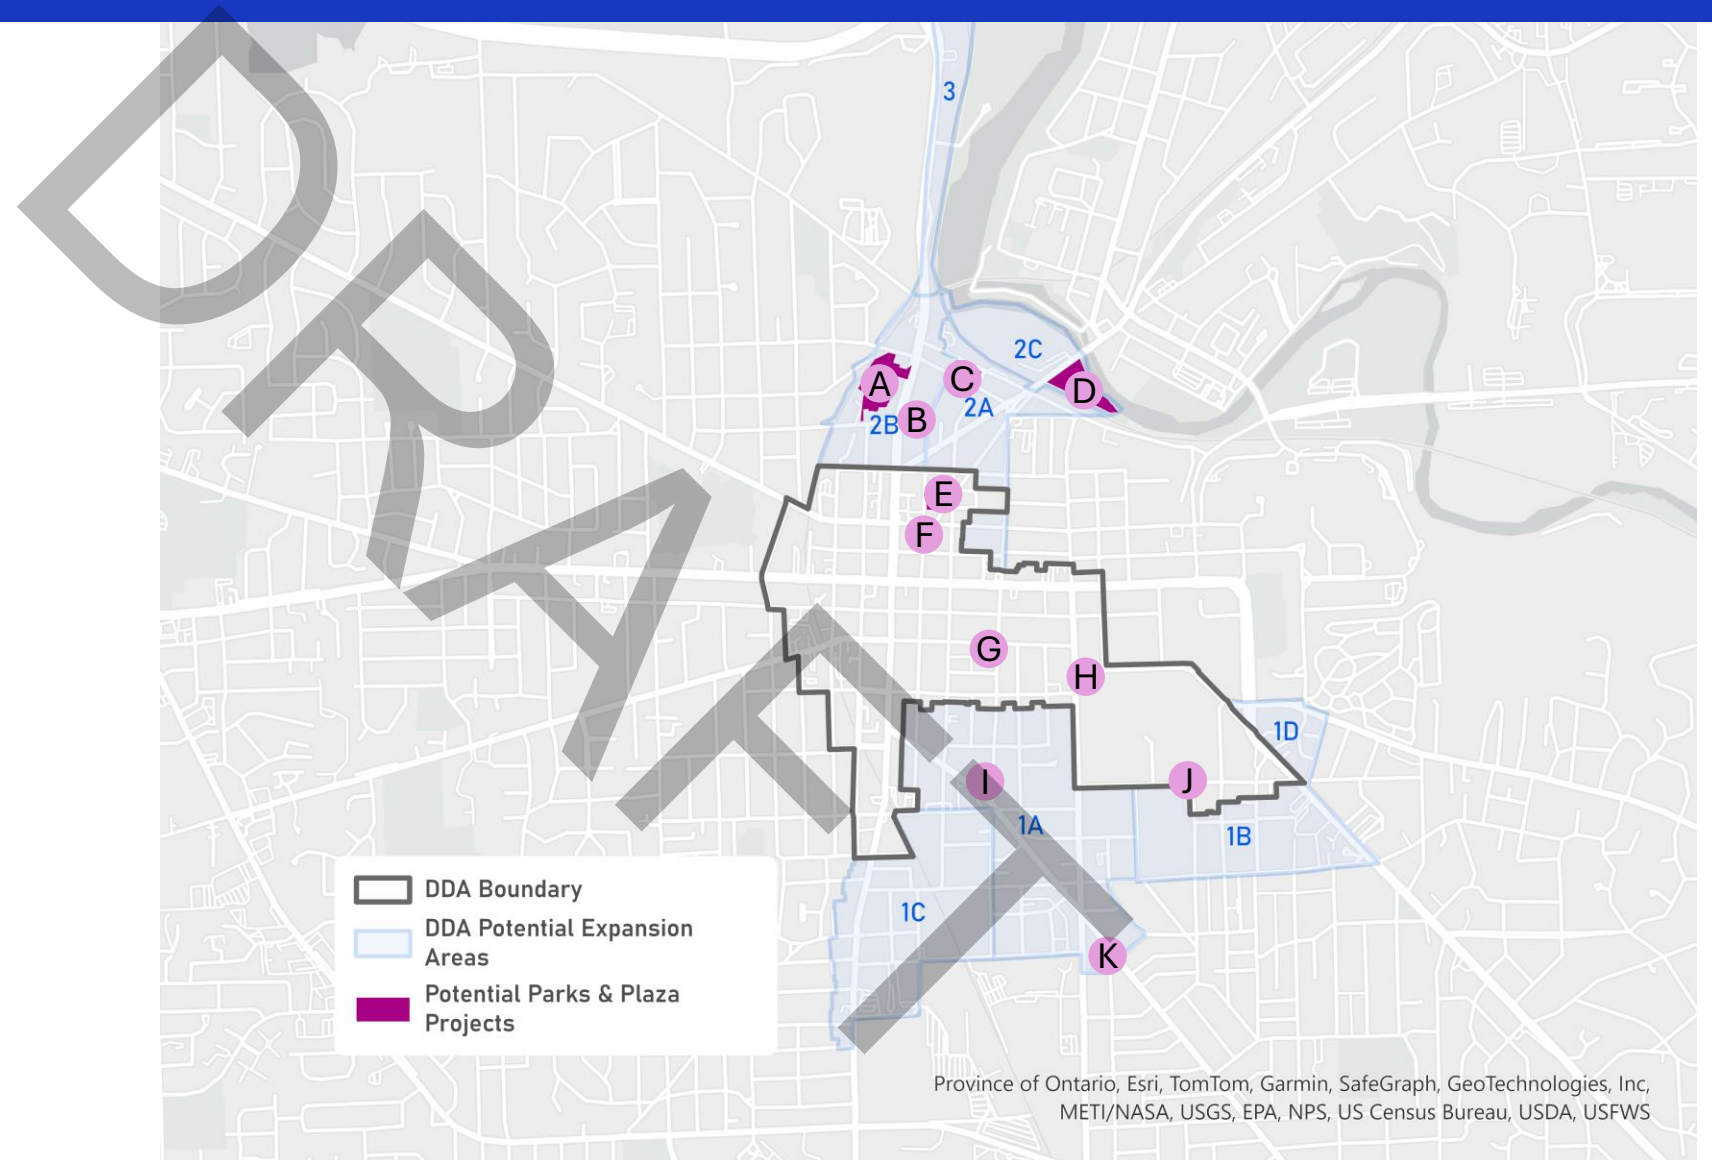 DRAFT
3
2C
A
C
D
2A
2B
B
E
F
G
H
1D
I
J
1A
1B
1C
K
DDA Boundary
DDA Potential Expansion
Areas
Potential Parks & Plaza
Projects
Province of Ontario, Esri, TomTom, Garmin, SafeGraph, GeoTechnologies, Inc,
METI/NASA, USGS, EPA, NPS, US Census Bureau, USDA, USFWS